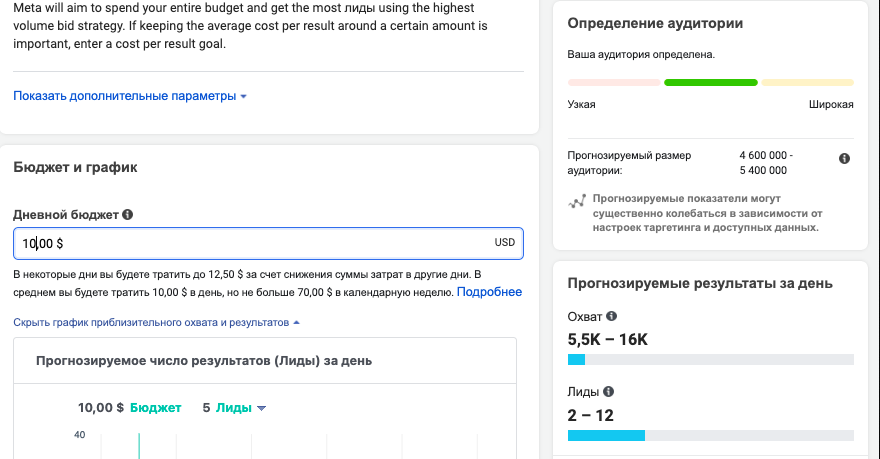 Meta will aim to spend your entire budget and get the most лиды using the highest
volume bid strategy. If keeping the average cost per result around a certain amount is
important, enter a cost per result goal.
Показать дополнительные параметры
Бюджет и график
Дневной бюджет
10,00 $
USD
В некоторые дни вы будете тратить до 12,50 $ за счет снижения суммы затрат в другие дни. В
среднем вы будете тратить 10,00 $ в день, но не больше 70,00 $ в календарную неделю. Подробнее
Скрыть график приблизительного охвата и результатов
Прогнозируемое число результатов (Лиды) за день
10,00 $ Бюджет 5 Лиды
40
Определение аудитории
Ваша аудитория определена.
Узкая Широкая
Прогнозируемый размер
аудитории:
4 600 000 -
5 400 000
Прогнозируемые показатели могут
существенно колебаться в зависимости от
настроек таргетинга и доступных данных.
Прогнозируемые результаты за день
Охват
5,5K – 16K
Лиды
2 – 12